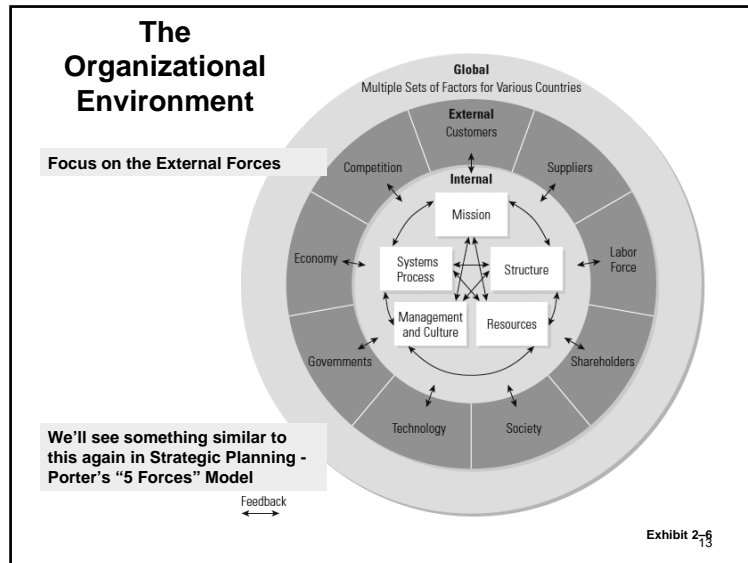 The
Organizational
Environment
Global
Multiple Sets of Factors for Various Countries
External
Customers
Focus on the External Forces
Competition
Suppliers
Internal
Mission
Economy
Systems
Process
Structure
Labor
Force
Management
and Culture
Resources
Governments
Shareholders
Technology
Society
We'll see something similar to
this again in Strategic Planning -
Porter's “5 Forces” Model
Feedback
Exhibit 2–6
13